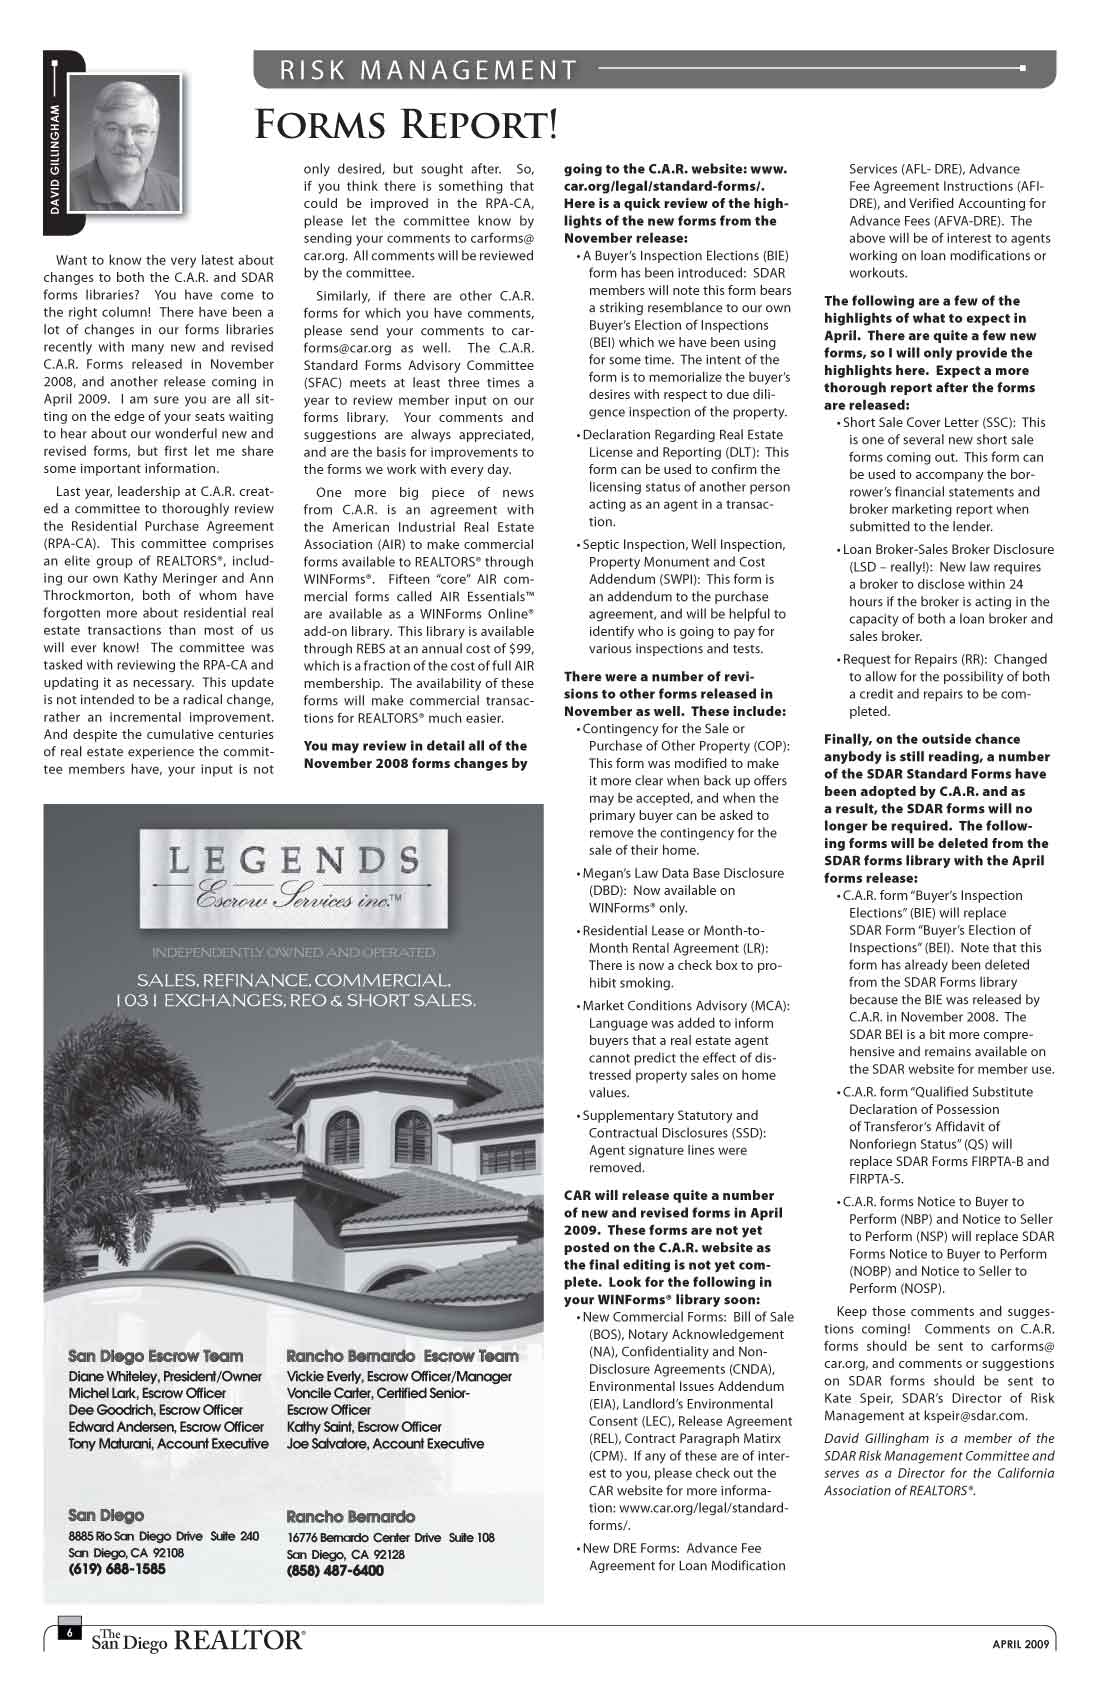 DAVID GILLINGHAM
RISK MANAGEMENT
FORMS REPORT!
Want to know the very latest about
changes to both the C.A.R. and SDAR
forms libraries? You have come to
the right column! There have been a
lot of changes in our forms libraries
recently with many new and revised
C.A.R. Forms released in November
2008, and another release coming in
April 2009. I am sure you are all sit-
ting on the edge of your seats waiting
to hear about our wonderful new and
revised forms, but first let me share
some important information.
Last year, leadership at C.A.R. creat-
ed a committee to thoroughly review
the Residential Purchase Agreement
(RPA-CA). This committee comprises
an elite group of REALTORS®, includ-
ing our own Kathy Meringer and Ann
Throckmorton, both of whom have
forgotten more about residential real
estate transactions than most of us
will ever know! The committee was
tasked with reviewing the RPA-CA and
updating it as necessary. This update
is not intended to be a radical change,
rather an incremental improvement.
And despite the cumulative centuries
of real estate experience the commit-
tee members have, your input is not
only desired, but sought after. So,
if you think there is something that
could be improved in the RPA-CA,
please let the committee know by
sending your comments to carforms@
car.org. All comments will be reviewed
by the committee.
Similarly, if there are other C.A.R.
forms for which you have comments,
please send your comments to car-
forms@car.org as well. The C.A.R.
Standard Forms Advisory Committee
(SFAC) meets at least three times a
year to review member input on our
forms library. Your comments and
suggestions are always appreciated,
and are the basis for improvements to
the forms we work with every day.
One more big piece of news
from C.A.R. is an agreement with
the American Industrial Real Estate
Association (AIR) to make commercial
forms available to REALTORS® through
WINForms®. Fifteen "core" AIR com-
mercial forms called AIR Essentials™
are available as a WINForms Online®
add-on library. This library is available
through REBS at an annual cost of $99,
which is a fraction of the cost of full AIR
membership. The availability of these
forms will make commercial transac-
tions for REALTORS® much easier.
You may review in detail all of the
November 2008 forms changes by
going to the C.A.R. website: www.
car.org/legal/standard-forms/.
Here is a quick review of the high-
lights of the new forms from the
November release:
• A Buyer's Inspection Elections (BIE)
form has been introduced: SDAR
members will note this form bears
a striking resemblance to our own
Buyer's Election of Inspections
(BEI) which we have been using
for some time. The intent of the
form is to memorialize the buyer's
desires with respect to due dili-
gence inspection of the property.
• Declaration Regarding Real Estate
License and Reporting (DLT): This
form can be used to confirm the
licensing status of another person
acting as an agent in a transac-
tion.
• Septic Inspection, Well Inspection,
Property Monument and Cost
Addendum (SWPI): This form is
an addendum to the purchase
agreement, and will be helpful to
identify who is going to pay for
various inspections and tests.
There were a number of revi-
sions to other forms released in
November as well. These include:
• Contingency for the Sale or
Purchase of Other Property (COP):
This form was modified to make
it more clear when back up offers
may be accepted, and when the
primary buyer can be asked to
remove the contingency for the
sale of their home.
• Megan's Law Data Base Disclosure
(DBD): Now available on
WINForms® only.
• Residential Lease or Month-to-
Month Rental Agreement (LR):
There is now a check box to pro-
hibit smoking.
• Market Conditions Advisory (MCA):
Language was added to inform
buyers that a real estate agent
cannot predict the effect of dis-
tressed property sales on home
values.
• Supplementary Statutory and
Contractual Disclosures (SSD):
Agent signature lines were
removed.
CAR will release quite a number
of new and revised forms in April
2009. These forms are not yet
posted on the C.A.R. website as
the final editing is not yet com-
plete. Look for the following in
your WINForms® library soon:
• New Commercial Forms: Bill of Sale
(BOS), Notary Acknowledgement
(NA), Confidentiality and Non-
Disclosure Agreements (CNDA),
Environmental Issues Addendum
(EIA), Landlord's Environmental
Consent (LEC), Release Agreement
(REL), Contract Paragraph Matirx
(CPM). If any of these are of inter-
est to you, please check out the
CAR website for more informa-
tion: www.car.org/legal/standard-
forms/.
• New DRE Forms: Advance Fee
Agreement for Loan Modification
Services (AFL- DRE), Advance
Fee Agreement Instructions (AFI-
DRE), and Verified Accounting for
Advance Fees (AFVA-DRE). The
above will be of interest to agents
working on loan modifications or
workouts.
The following are a few of the
highlights of what to expect in
April. There are quite a few new
forms, so I will only provide the
highlights here. Expect a more
thorough report after the forms
are released:
• Short Sale Cover Letter (SSC): This
is one of several new short sale
forms coming out. This form can
be used to accompany the bor-
rower's financial statements and
broker marketing report when
submitted to the lender.
• Loan Broker-Sales Broker Disclosure
(LSD – really!): New law requires
a broker to disclose within 24
hours if the broker is acting in the
capacity of both a loan broker and
sales broker.
• Request for Repairs (RR): Changed
to allow for the possibility of both
a credit and repairs to be com-
pleted.
Finally, on the outside chance
anybody is still reading, a number
of the SDAR Standard Forms have
been adopted by C.A.R. and as
a result, the SDAR forms will no
longer be required. The follow-
ing forms will be deleted from the
SDAR forms library with the April
forms release:
• C.A.R. form "Buyer's Inspection
Elections" (BIE) will replace
SDAR Form "Buyer's Election of
Inspections" (BEI). Note that this
form has already been deleted
from the SDAR Forms library
because the BIE was released by
C.A.R. in November 2008. The
SDAR BEI is a bit more compre-
hensive and remains available on
the SDAR website for member use.
• C.A.R. form "Qualified Substitute
Declaration of Possession
of Transferor's Affidavit of
Nonforiegn Status" (QS) will
replace SDAR Forms FIRPTA-B and
FIRPTA-S.
• C.A.R. forms Notice to Buyer to
Perform (NBP) and Notice to Seller
to Perform (NSP) will replace SDAR
Forms Notice to Buyer to Perform
(NOBP) and Notice to Seller to
Perform (NOSP).
Keep those comments and sugges-
tions coming! Comments on C.A.R.
forms should be sent to carforms@
car.org, and comments or suggestions
on SDAR forms should be sent to
Kate Speir, SDAR's Director of Risk
Management at kspeir@sdar.com.
David Gillingham is a member of the
SDAR Risk Management Committee and
serves as a Director for the California
Association of REALTORS®.
LEGENDS
Escrow Services inc.™
INDEPENDENTLY OWNED AND OPERATED
SALES, REFINANCE, COMMERCIAL,
1031 EXCHANGES, REO & SHORT SALES.
San Diego Escrow Team
Diane Whiteley, President/Owner
Michel Lark, Escrow Officer
Dee Goodrich, Escrow Officer
Edward Andersen, Escrow Officer
Tony Maturani, Account Executive
Rancho Bernardo Escrow Team
Vickie Everly, Escrow Officer/Manager
Voncile Carter, Certified Senior-
Escrow Officer
Kathy Saint, Escrow Officer
Joe Salvatore, Account Executive
San Diego
8885 Rio San Diego Drive Suite 240
San Diego, CA 92108
(619) 688-1585
Rancho Bernardo
16776 Bernardo Center Drive Suite 108
San Diego, CA 92128
(858) 487-6400
6
The San Diego REALTOR®
APRIL 2009